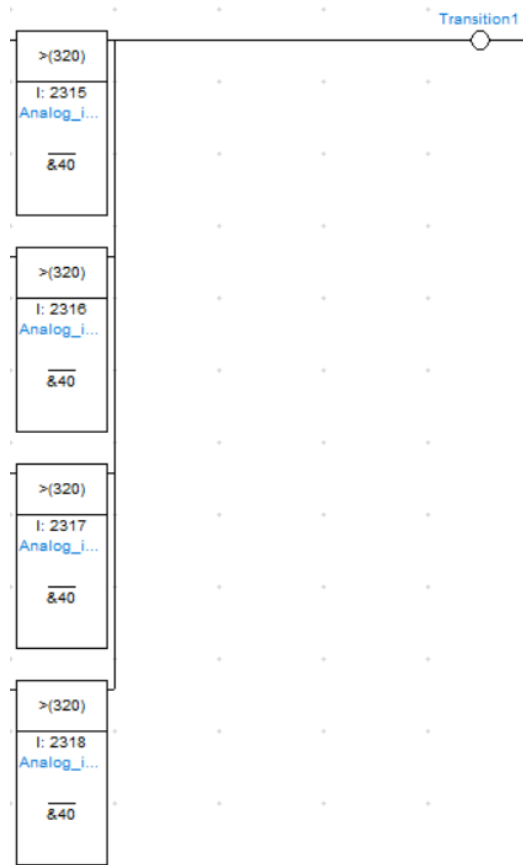 Transition1
>(320)
I: 2315
Analog_i...
&40
>(320)
I: 2316
Analog_i...
&40
>(320)
I: 2317
Analog_i...
&40
>(320)
I: 2318
Analog_i...
&40